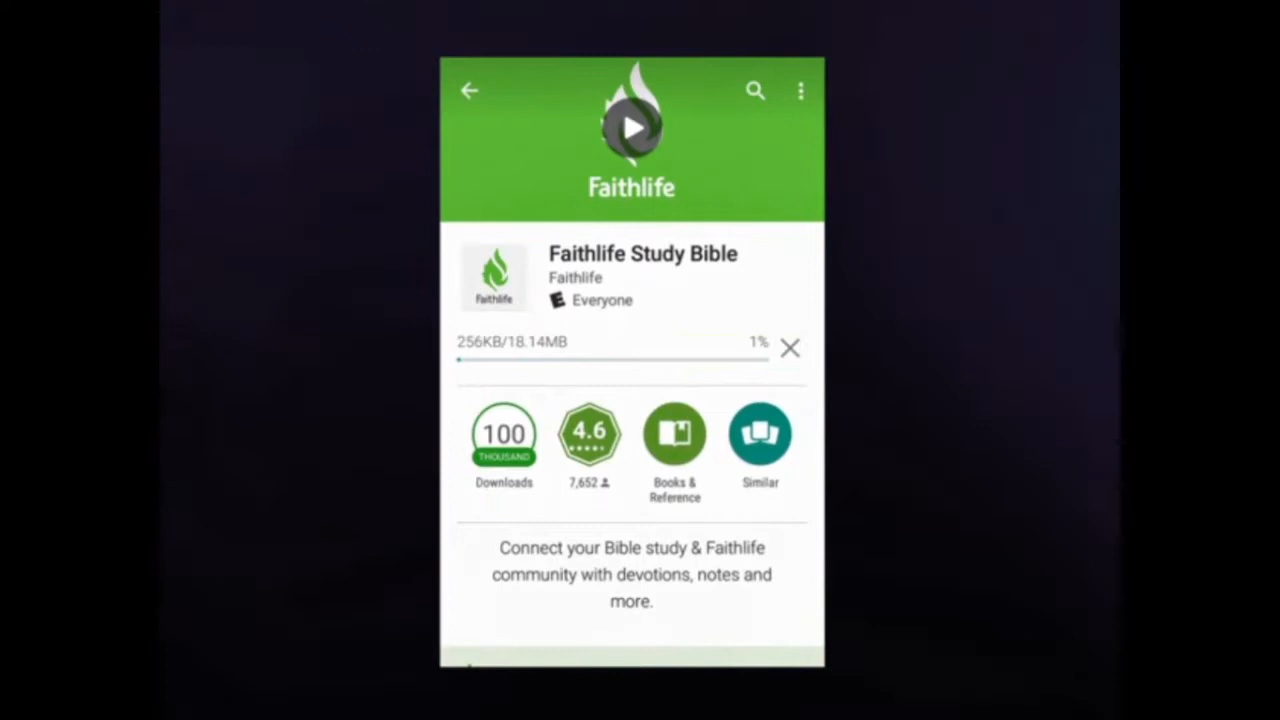 Faithlife
Faithlife Study Bible
Faithlife
Faithlife
E Everyone
256KB/18.14MB 1%
100
THOUSAND
4.6
Downloads
7,652
Books &
Reference
Similar
Connect your Bible study & Faithlife
community with devotions, notes and
more.